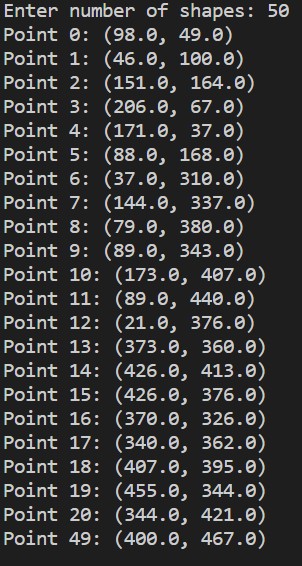 Enter number of shapes: 50
Point 0: (98.0, 49.0)
Point 1: (46.0, 100.0)
Point 2: (151.0, 164.0)
Point 3: (206.0, 67.0)
Point 4: (171.0, 37.0)
Point 5: (88.0, 168.0)
Point 6: (37.0, 310.0)
Point 7: (144.0, 337.0)
Point 8: (79.0, 380.0)
Point 9: (89.0, 343.0)
Point 10: (173.0, 407.0)
Point 11: (89.0, 440.0)
Point 12: (21.0, 376.0)
Point 13: (373.0, 360.0)
Point 14: (426.0, 413.0)
Point 15: (426.0, 376.0)
Point 16: (370.0, 326.0)
Point 17: (340.0, 362.0)
Point 18: (407.0, 395.0)
Point 19: (455.0, 344.0)
Point 20: (344.0, 421.0)
Point 49: (400.0, 467.0)